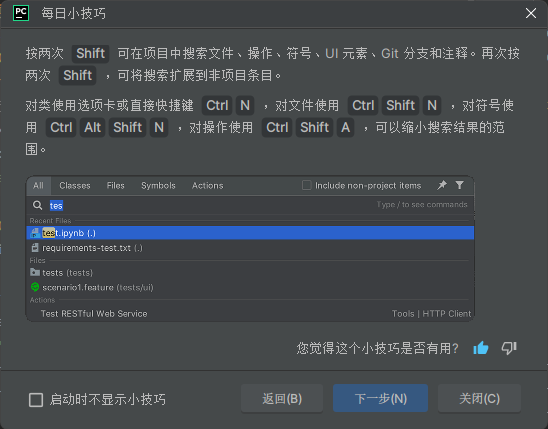 PC 每日小技巧
按两次 Shift 可在项目中搜索文件、操作、符号、UI 元素、Git 分支和注释。再次按
两次 Shift ，可将搜索扩展到非项目条目。
对类使用选项卡或直接快捷键 Ctrl N ，对文件使用 Ctrl Shift N ，对符号使
用 Ctrl Alt Shift N ，对操作使用 Ctrl Shift A ，可以缩小搜索结果的范
围。
All Classes Files Symbols Actions Include non-project items
tes Type / to see commands
Recent Files
test.ipynb (.)
requirements-test.txt (.)
Files
tests (tests)
scenario1.feature (tests/ui)
Actions
Test RESTful Web Service Tools | HTTP Client
您觉得这个小技巧是否有用?
启动时不显示小技巧 返回(B) 下一步(N) 关闭(C)